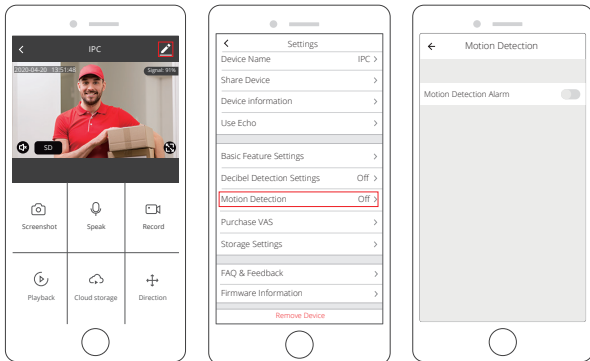 IPC
2020-04-20 13:51:48
Signal: 91%
SD
Screenshot
Speak
Record
Playback
Cloud storage
Direction
Settings
Device Name IPC >
Share Device >
Device information >
Use Echo >
Basic Feature Settings >
Decibel Detection Settings Off >
Motion Detection Off >
Purchase VAS >
Storage Settings >
FAQ & Feedback >
Firmware Information >
Remove Device
Motion Detection
Motion Detection Alarm